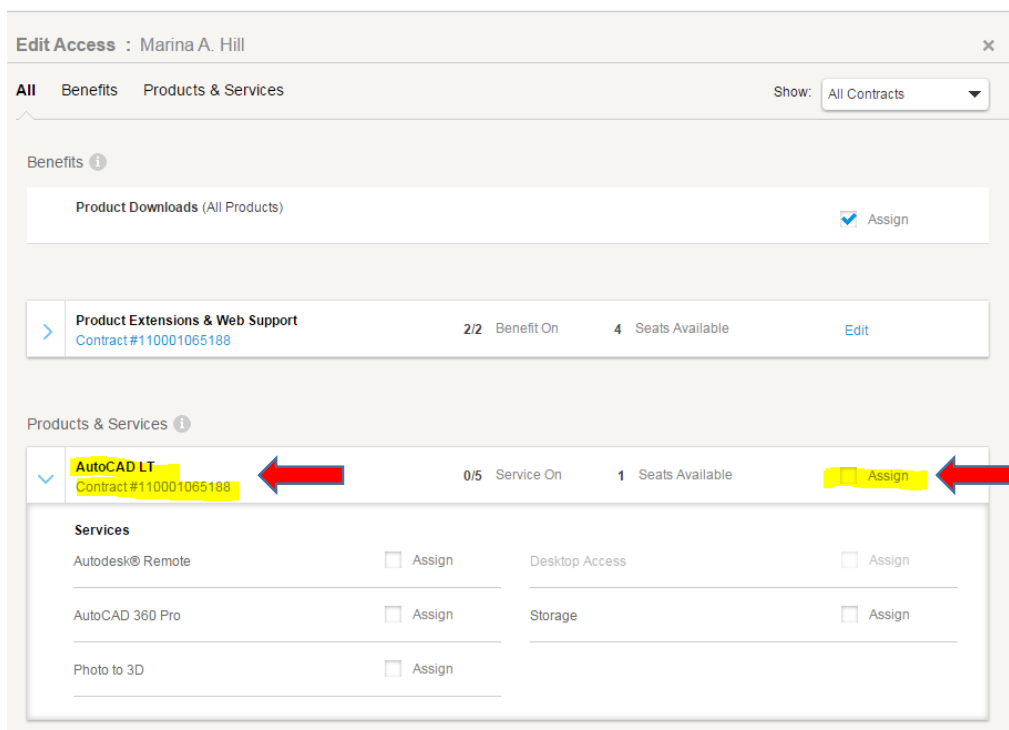 Edit Access : Marina A. Hill
All Benefits Products & Services Show: All Contracts
Benefits
Product Downloads (All Products) Assign
Product Extensions & Web Support
Contract #110001065188
2/2 Benefit On 4 Seats Available Edit
Products & Services
AutoCAD LT
Contract #110001065188
0/5 Service On 1 Seats Available Assign
Services
Autodesk® Remote Assign Desktop Access Assign
AutoCAD 360 Pro Assign Storage Assign
Photo to 3D Assign